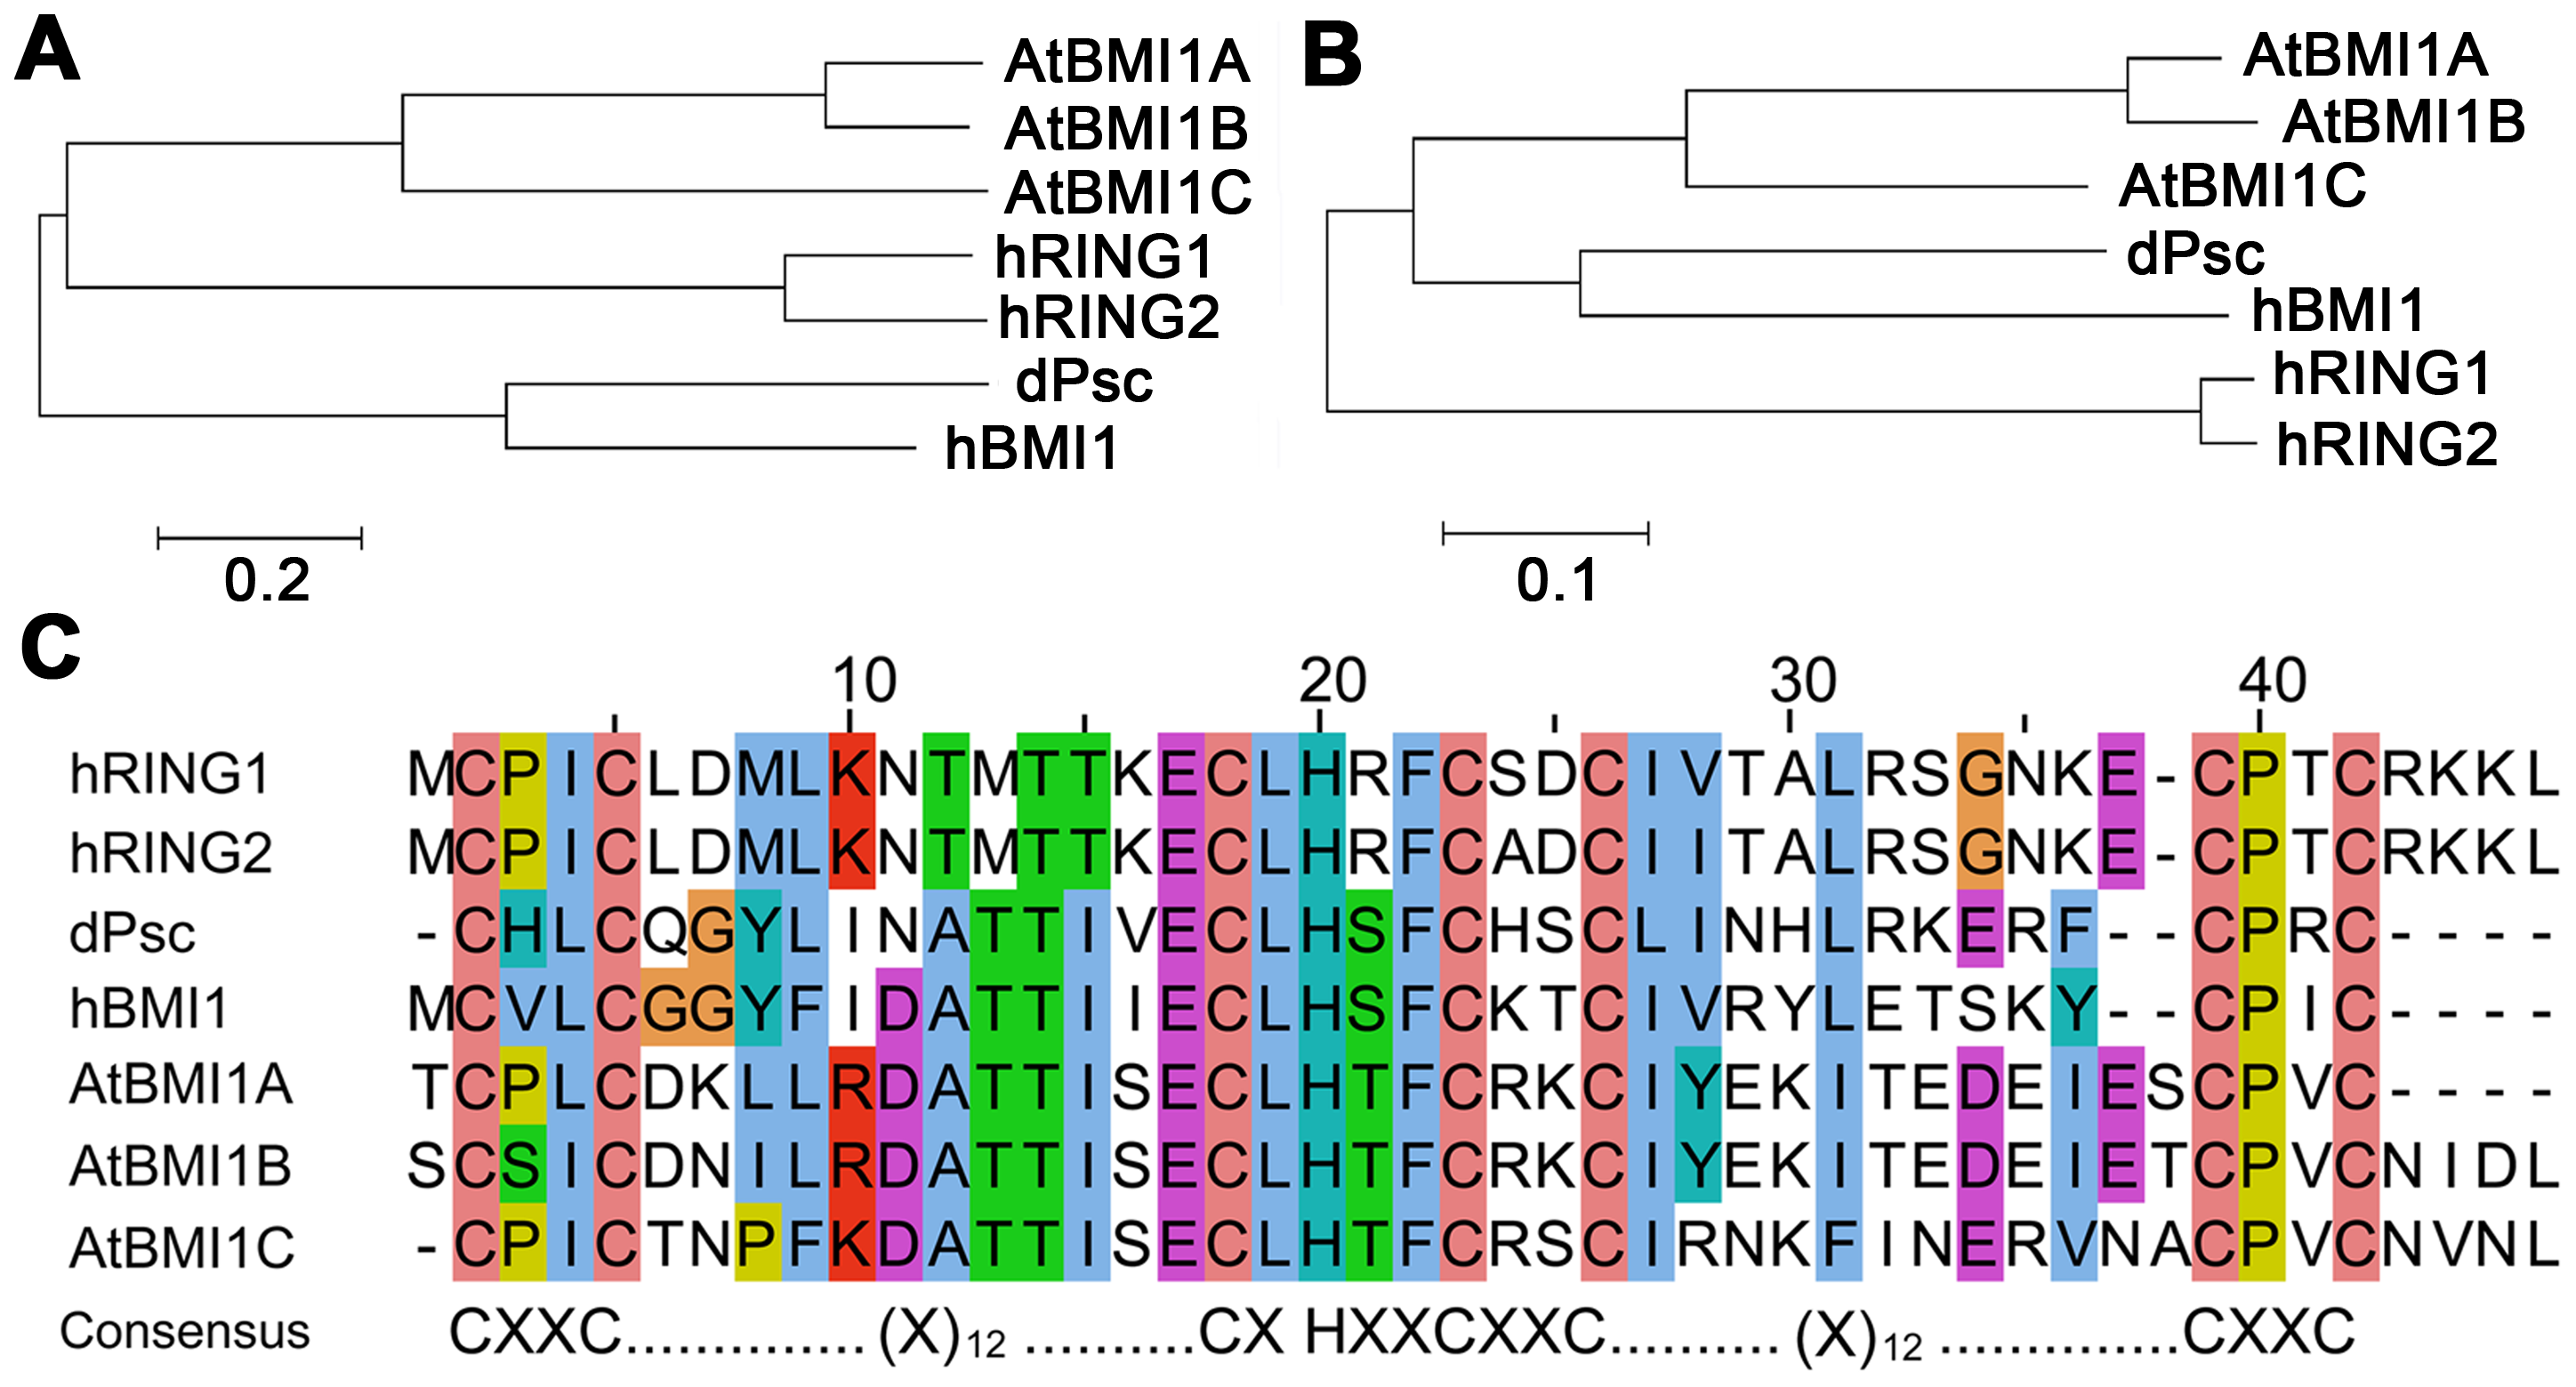 A
AtBMI1A
AtBMI1B
AtBMI1C
hRING1
hRING2
dPsc
hBMI1
0.2
B
AtBMI1A
AtBMI1B
AtBMI1C
dPsc
hBMI1
hRING1
hRING2
0.1
C
10 20 30 40
hRING1 MCPICLDMLKNTMTTKECLHRFCSDCIVTALRSGNKE-CPTCRKKL
hRING2 MCPICLDMLKNTMTTKECLHRFCADCIITALRSGNKE-CPTCRKKL
dPsc -CHLCQGYLINATTIVECLHSFCHSCLINHLRKERF--CPRC----
hBMI1 MCVLCGGYFIDATTIIECLHSFCKTCIVRYLETSKY--CPIC----
AtBMI1A TCPLCDKLLRDATTISECLHTFCRKCIYEKITEDEIESCPVC----
AtBMI1B SCSICDNILRDATTISECLHTFCRKCIYEKITEDEIETCPVCNIDL
AtBMI1C -CPICTNPFKDATTISECLHTFCRSCIRNKFINERVNACPVCNVNL
Consensus CXXC..............(X)12 ..........CX HXXCXXC..........(X)12 ..............CXXC